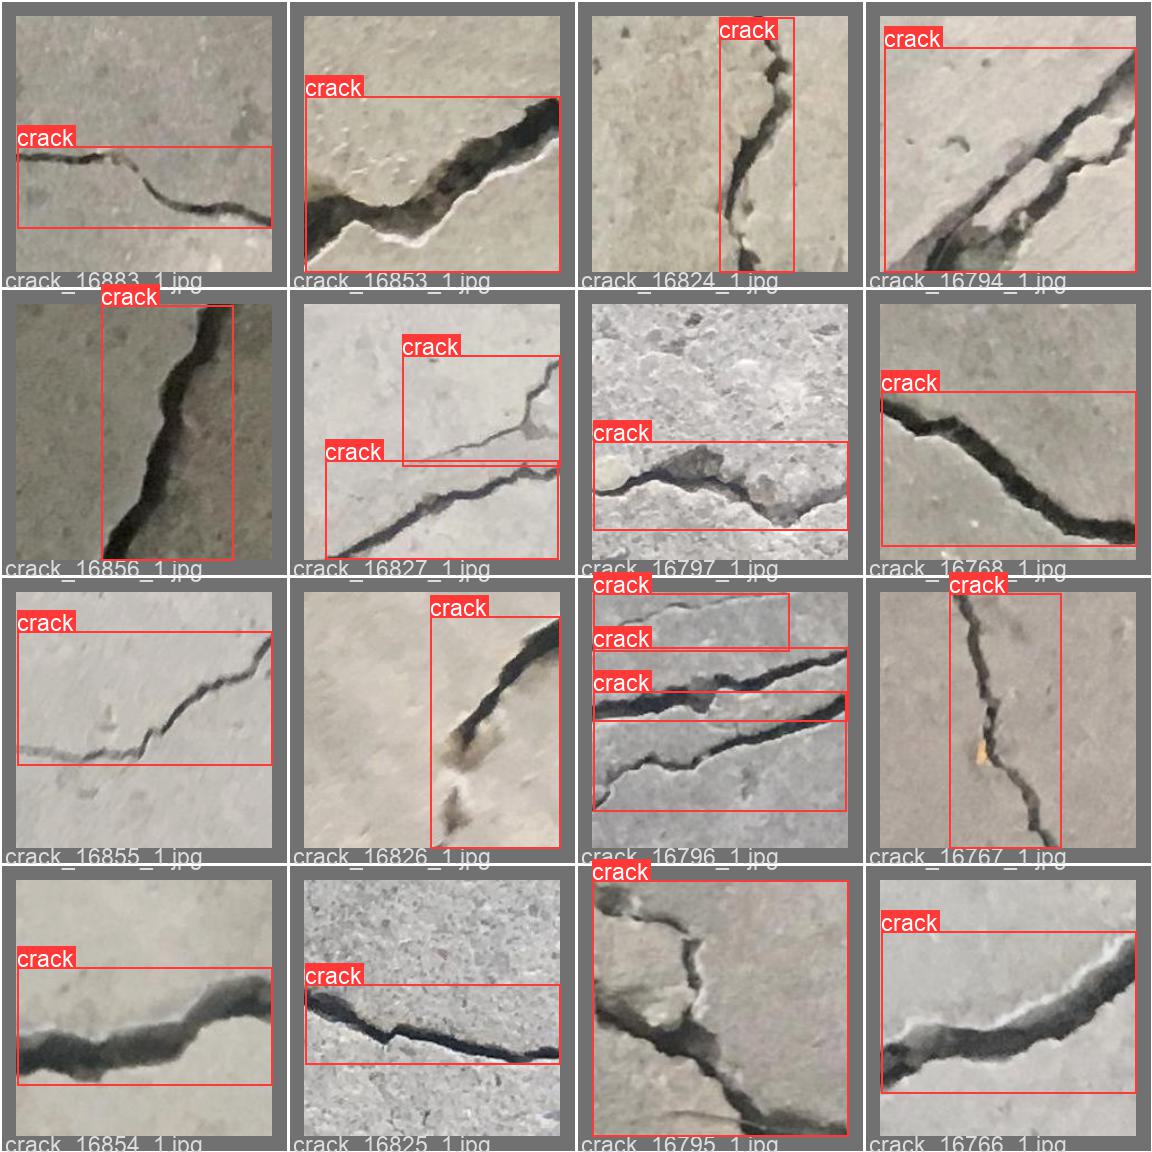 crack
crack_16883_1.jpg
crack
crack_16853_1.jpg
crack
crack_16824_1.jpg
crack
crack_16794_1.jpg
crack
crack_16856_1.jpg
crack
crack
crack_16827_1.jpg
crack
crack_16797_1.jpg
crack
crack_16768_1.jpg
crack
crack_16855_1.jpg
crack
crack_16826_1.jpg
crack
crack
crack
crack_16796_1.jpg
crack
crack_16767_1.jpg
crack
crack_16854_1.jpg
crack
crack_16825_1.jpg
crack
crack_16795_1.jpg
crack
crack_16766_1.jpg